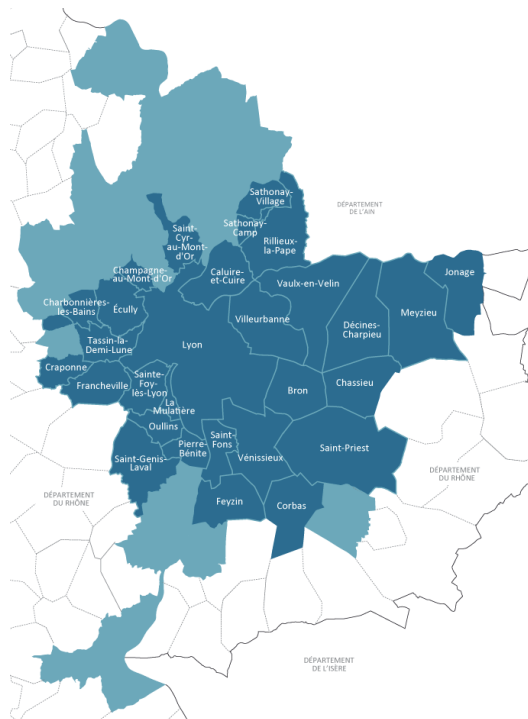 Sathonay-
Village
DÉPARTEMENT
DE L'AIN
Sathonay-
Camp
Saint-
Cyr-
au-Mont-
d'Or
Rillieux-
la-Pape
Champagne-
au-Mont-d'Or
Caluire-
et-Cuire
Jonage
Vaulx-en-Velin
Charbonnières-
les-Bains
Écully
Meyzieu
Villeurbanne
Décines-
Charpieu
Tassin-la-
Demi-Lune
Lyon
Craponne
Francheville
Sainte-
Foy-
lès-Lyon
Bron
Chassieu
La
Mulatière
Oullins
Saint-
Fons
Pierre-
Bénite
Saint-Priest
Saint-Genis-
Laval
Vénissieux
DÉPARTEMENT
DU RHÔNE
DÉPARTEMENT
DU RHÔNE
Feyzin
Corbas
DÉPARTEMENT
DE L'ISÈRE